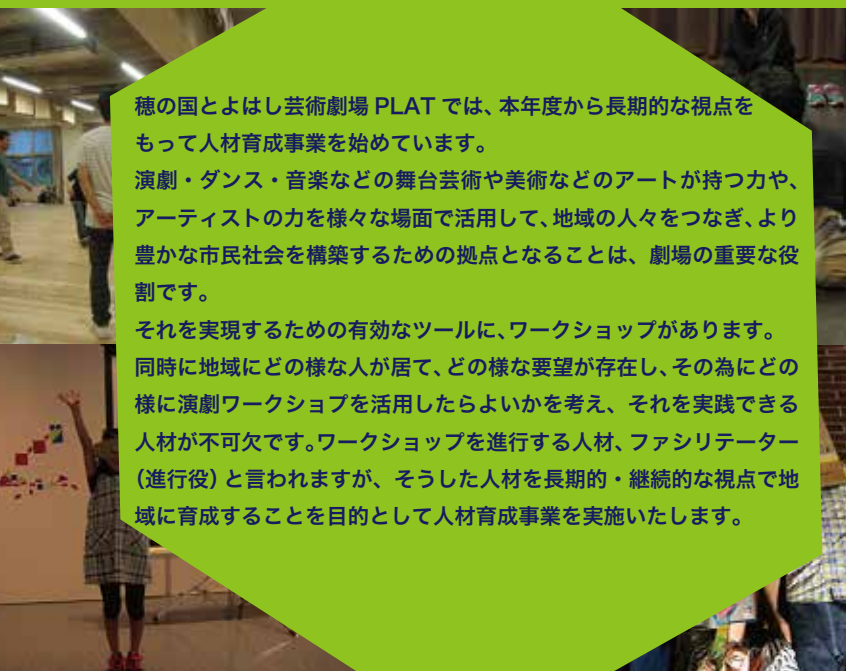 穂の国とよはし芸術劇場 PLAT では、本年度から長期的な視点を
もって人材育成事業を始めています。
演劇・ダンス・音楽などの舞台芸術や美術などのアートが持つ力や、
アーティストの力を様々な場面で活用して、地域の人々をつなぎ、より
豊かな市民社会を構築するための拠点となることは、劇場の重要な役
割です。
それを実現するための有効なツールに、ワークショップがあります。
同時に地域にどの様な人が居て、どの様な要望が存在し、その為にどの
様に演劇ワークショプを活用したらよいかを考え、それを実践できる
人材が不可欠です。ワークショップを進行する人材、ファシリテーター
（進行役）と言われますが、そうした人材を長期的・継続的な視点で地
域に育成することを目的として人材育成事業を実施いたします。